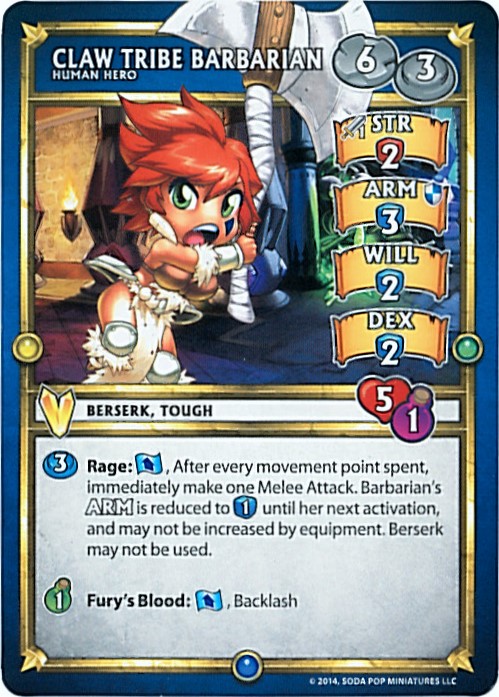 CLAW TRIBE BARBARIAN 6 3
HUMAN HERO
STR
2
ARM
3
WILL
2
DEX
2
5
BERSERK, TOUGH 1
3 Rage: , After every movement point spent,
immediately make one Melee Attack. Barbarian's
ARM is reduced to 1 until her next activation,
and may not be increased by equipment. Berserk
may not be used.
1 Fury's Blood: , Backlash
© 2014, SODA POP MINIATURES LLC